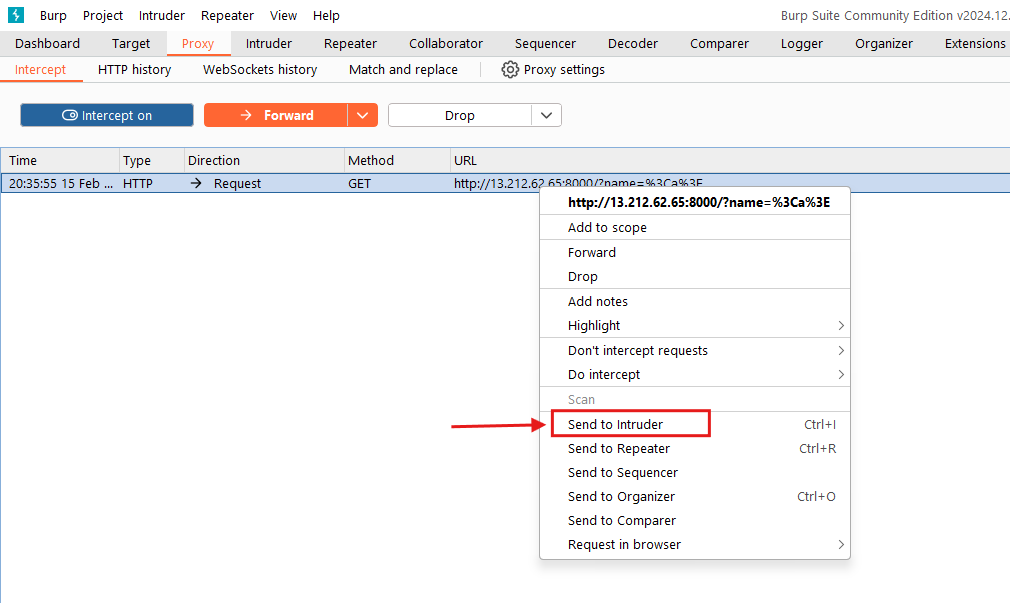 Burp Project Intruder Repeater View Help Burp Suite Community Edition v2024.12.
Dashboard Target Proxy Intruder Repeater Collaborator Sequencer Decoder Comparer Logger Organizer Extensions
Intercept HTTP history WebSockets history Match and replace Proxy settings
Intercept on Forward Drop
Time Type Direction Method URL
20:35:55 15 Feb ... HTTP Request GET http://13.212.62.65:8000/?name=%3Ca%3E
http://13.212.62.65:8000/?name=%3Ca%3E
Add to scope
Forward
Drop
Add notes
Highlight
Don't intercept requests
Do intercept
Scan
Send to Intruder Ctrl+I
Send to Repeater Ctrl+R
Send to Sequencer
Send to Organizer Ctrl+O
Send to Comparer
Request in browser